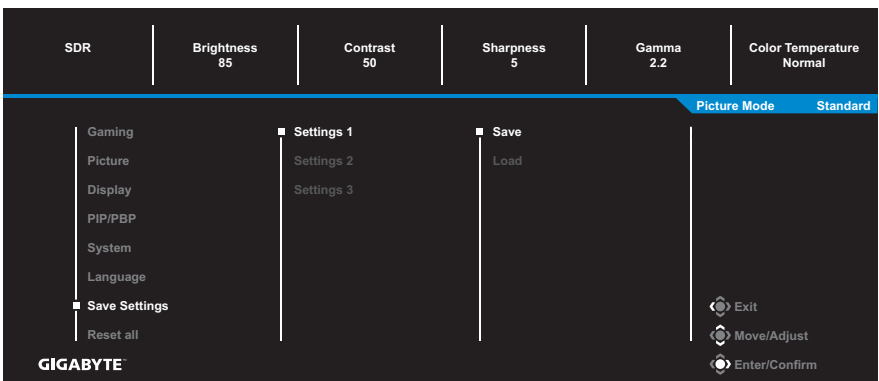 SDR
Brightness
85
Contrast
50
Sharpness
5
Gamma
2.2
Color Temperature
Normal
Picture Mode Standard
Gaming
Picture
Display
PIP/PBP
System
Language
Save Settings
Reset all
Settings 1
Settings 2
Settings 3
Save
Load
Exit
Move/Adjust
Enter/Confirm
GIGABYTE™